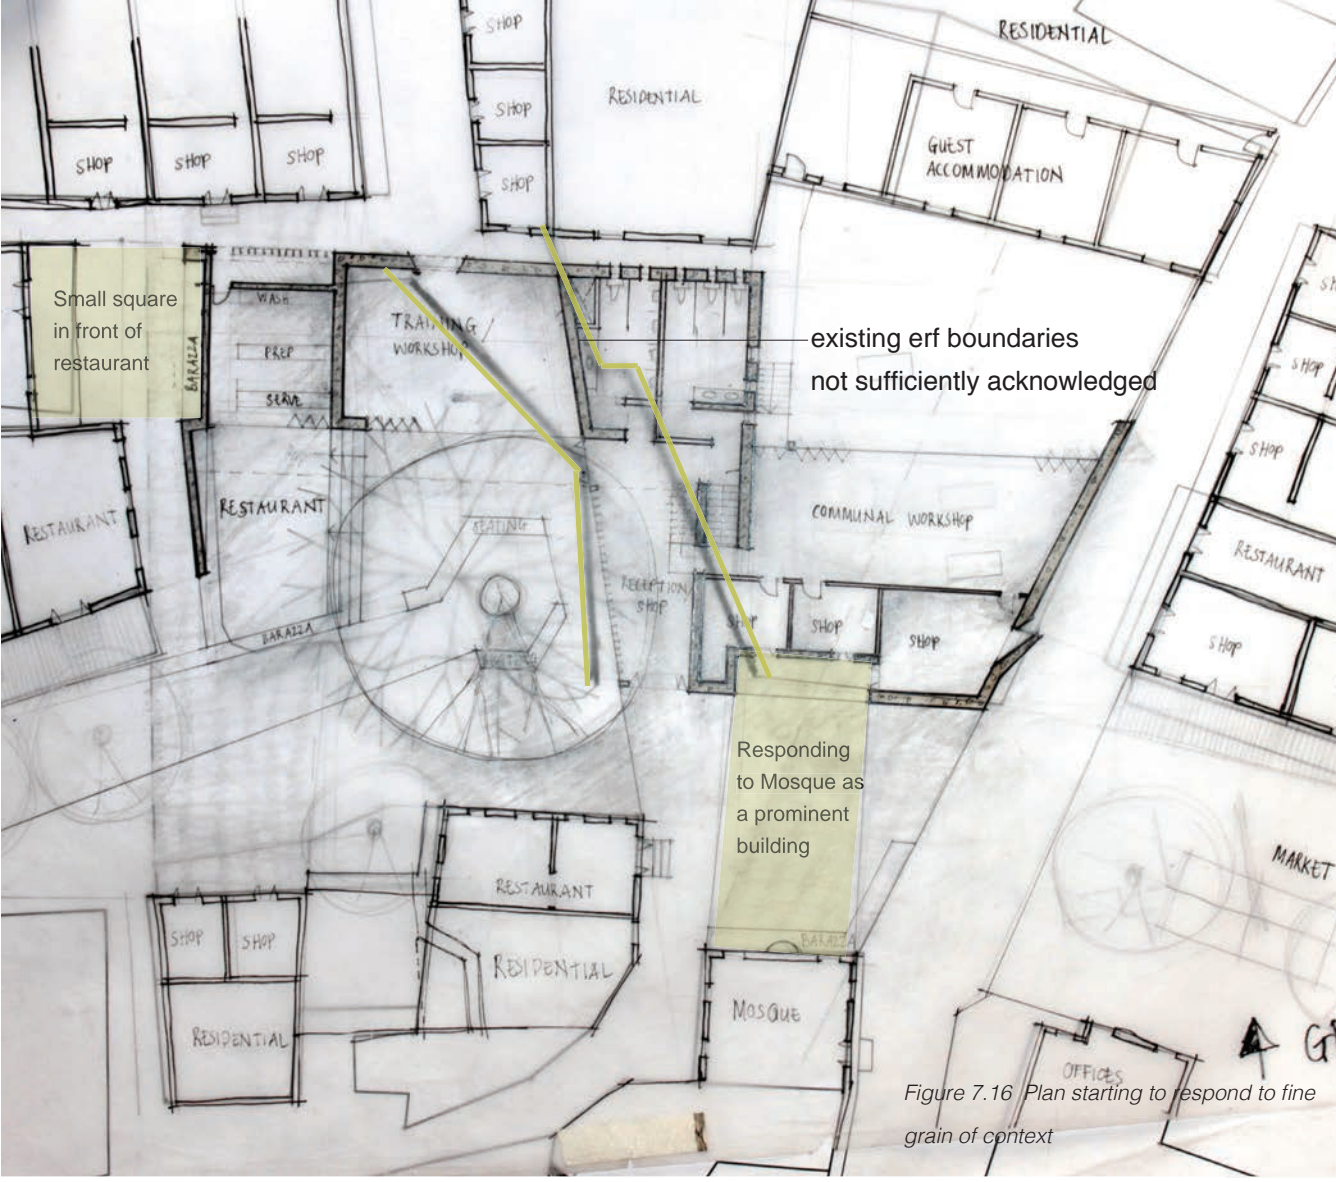 SHOP
RESIDENTIAL
SHOP
RESIDENTIAL
SHOP
GUEST
ACCOMMODATION
SHOP
SHOP
SHOP
SHOP
Small square
in front of
restaurant
BARAZZA
WASH
PREP
SERVE
TRAINING
WORKSHOP
existing erf boundaries
not sufficiently acknowledged
SHOP
SHOP
RESTAURANT
RESTAURANT
SEATING
COMMUNAL WORKSHOP
RESTAURANT
RECEPTION
SHOP
BARAZZA
SHOP
SHOP
SHOP
SHOP
Responding
to Mosque as
a prominent
building
MARKET
RESTAURANT
SHOP
SHOP
RESIDENTIAL
BARAZZA
RESIDENTIAL
MOSQUE
OFFICES
Figure 7.16 Plan starting to respond to fine
grain of context